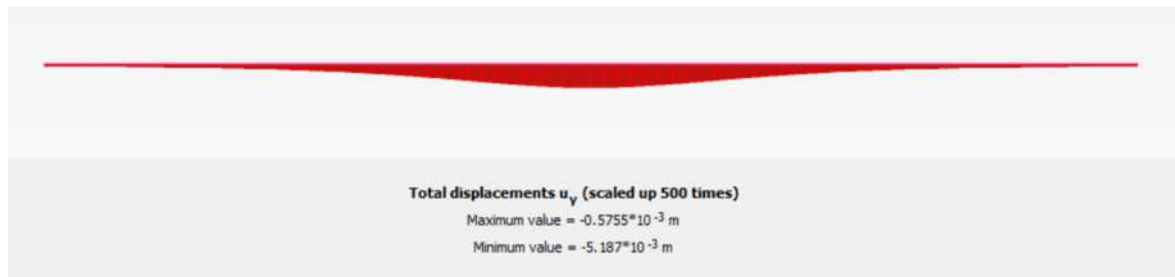 Total displacements uy (scaled up 500 times)
Maximum value = -0.5755*10 -3 m
Minimum value = -5.187*10 -3 m